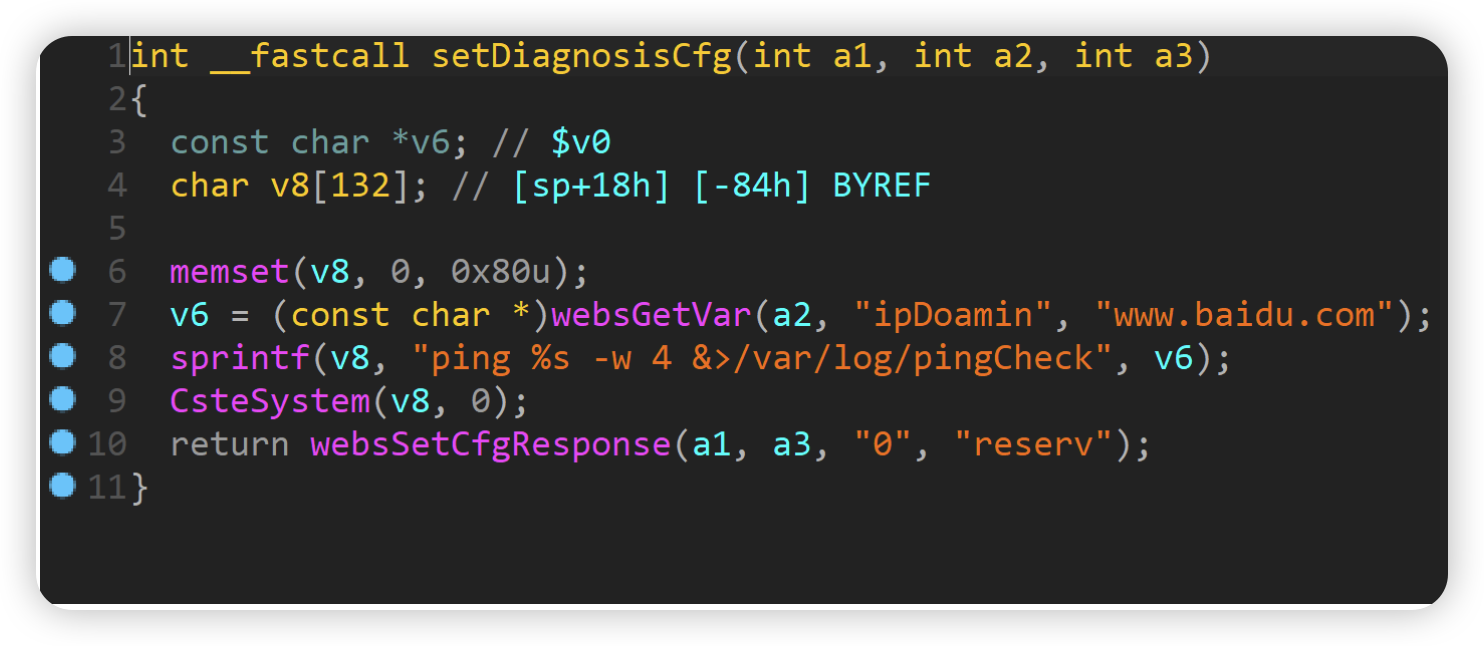 1 int __fastcall setDiagnosisCfg(int a1, int a2, int a3)
2 {
3   const char *v6; // $v0
4   char v8[132]; // [sp+18h] [-84h] BYREF
5
6   memset(v8, 0, 0x80u);
7   v6 = (const char *)websGetVar(a2, "ipDoamin", "www.baidu.com");
8   sprintf(v8, "ping %s -w 4 &>/var/log/pingCheck", v6);
9   CsteSystem(v8, 0);
10   return websSetCfgResponse(a1, a3, "0", "reserv");
11 }